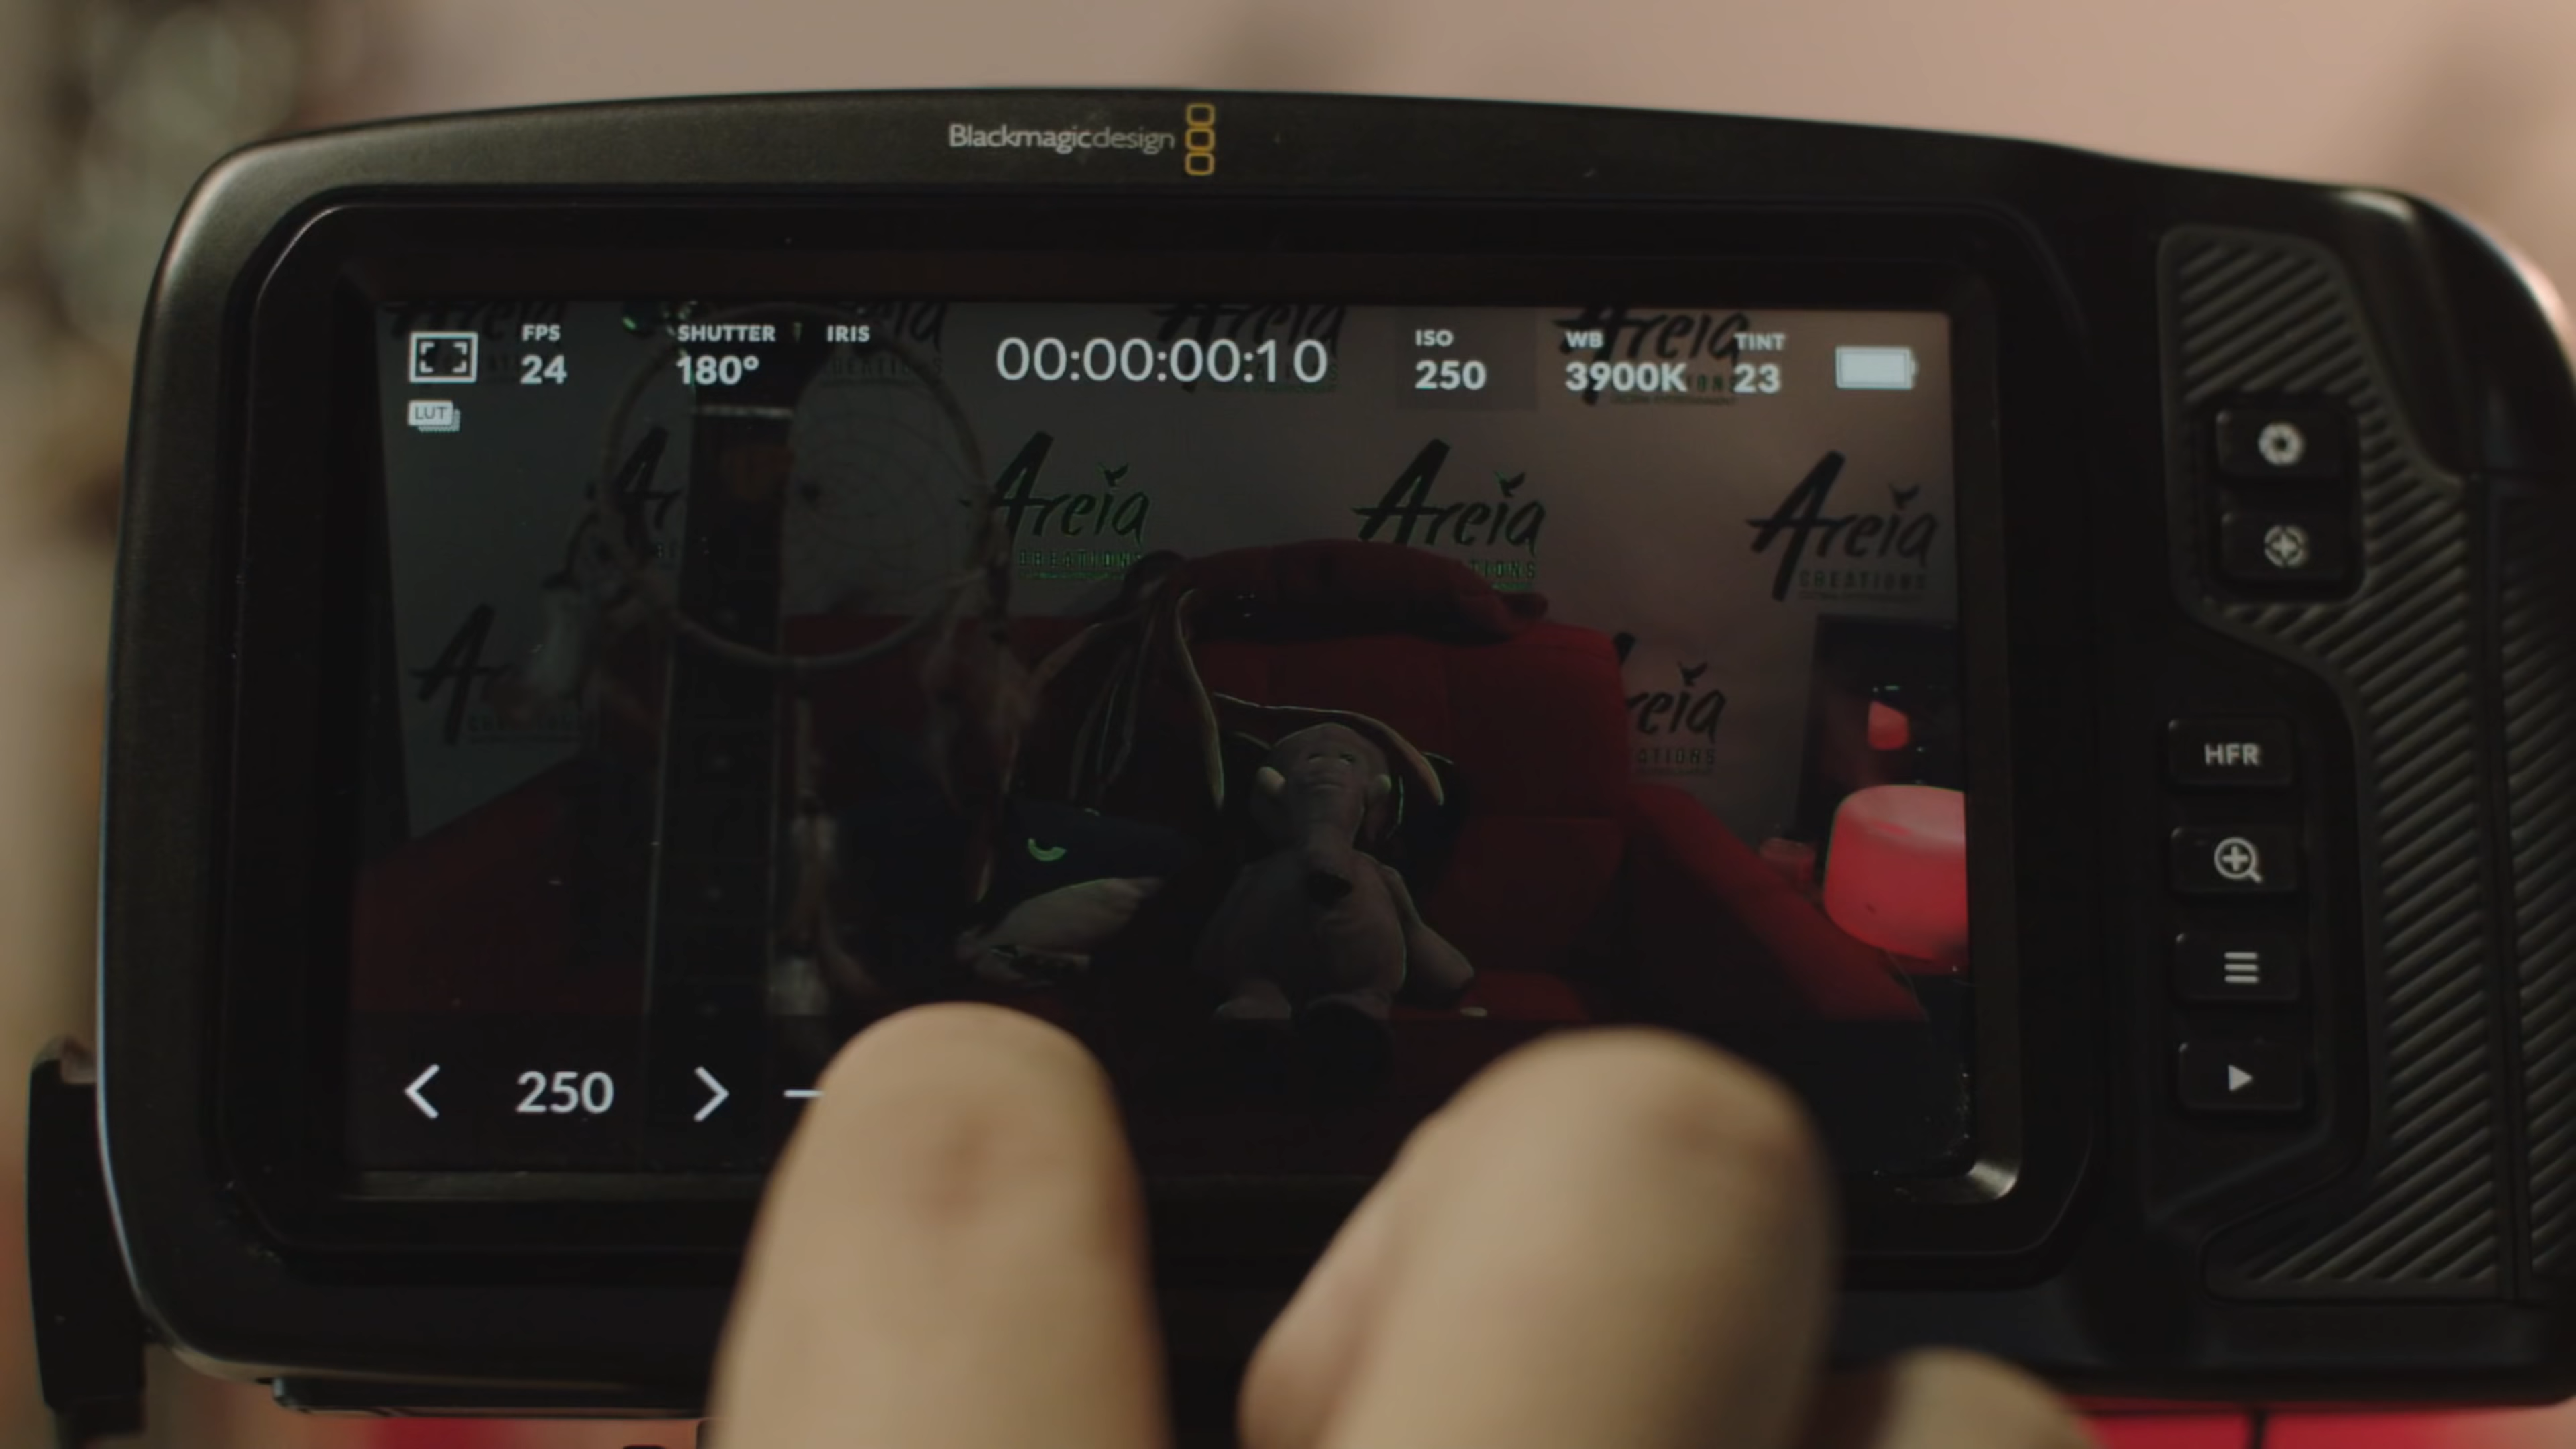 Blackmagicdesign
FPS
24
SHUTTER
180°
IRIS
00:00:00:10
ISO
250
WB
3900K
TINT
23
LUT
Areia
CREATIONS
Areia
Areia
CREATIONS
HFR
250